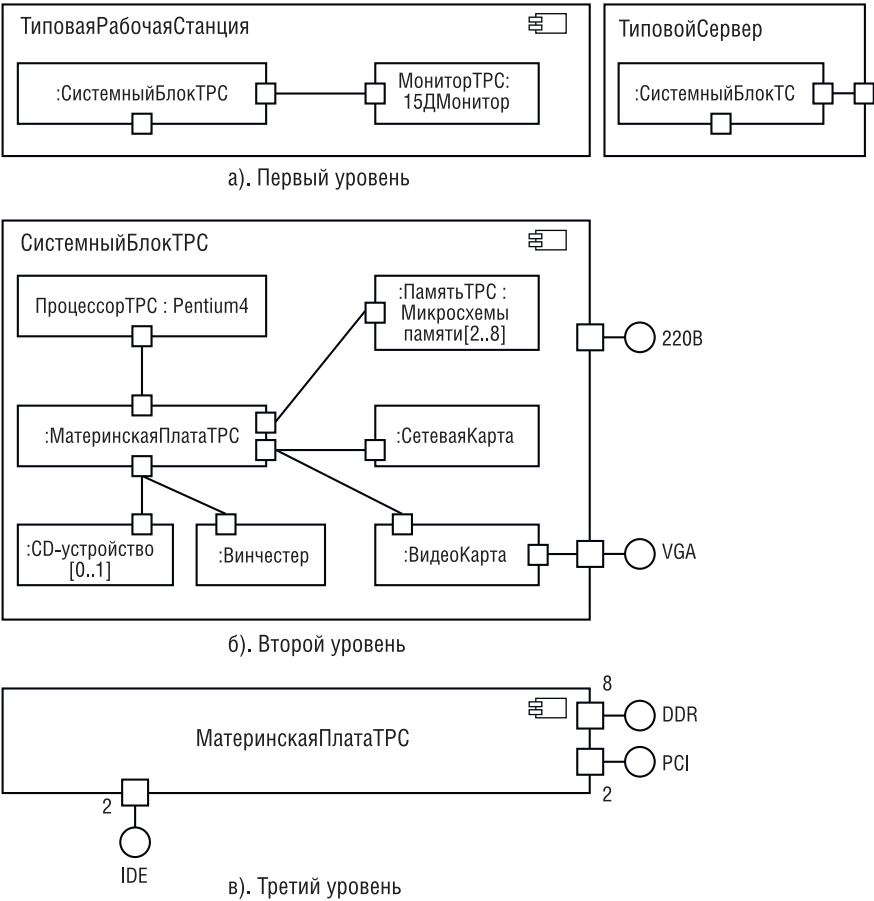 ТиповаяРабочаяСтанция
ТиповойСервер
:СистемныйБлокТРС
МониторТРС:
15ДМонитор
:СистемныйБлокТС
а). Первый уровень
СистемныйБлокТРС
ПроцессорТРС : Pentium4
:ПамятьТРС :
Микросхемы
памяти[2..8]
220В
:МатеринскаяПлатаТРС
:СетеваяКарта
:CD-устройство
[0..1]
:Винчестер
:ВидеоКарта
VGA
б). Второй уровень
8
МатеринскаяПлатаТРС
DDR
PCI
2
2
IDE
в). Третий уровень